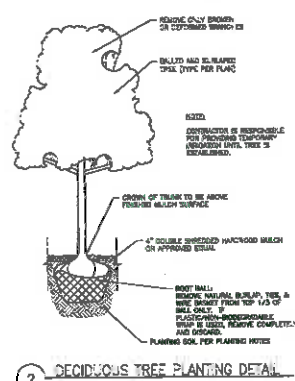 REMOVE ONLY BROKEN
OR DEFORMED BRANCHES
BALLED AND BURLAPED
TREE (TYPE PER PLAN)
NOTE:
CONTRACTOR IS RESPONSIBLE
FOR PROVIDING TEMPORARY
IRRIGATION UNTIL TREE IS
ESTABLISHED.
CROWN OF TRUNK TO BE ABOVE
FINISHED MULCH SURFACE
4" DOUBLE SHREDDED HARDWOOD MULCH
OR APPROVED EQUAL
ROOT BALL:
REMOVE NATURAL BURLAP, TIES, &
WIRE BASKET FROM TOP 1/3 OF
BALL ONLY. IF
PLASTIC/NON-BIODEGRADABLE
WRAP IS USED, REMOVE COMPLETELY
AND DISCARD.
PLANTING SOIL PER PLANTING NOTES
2 DECIDUOUS TREE PLANTING DETAIL